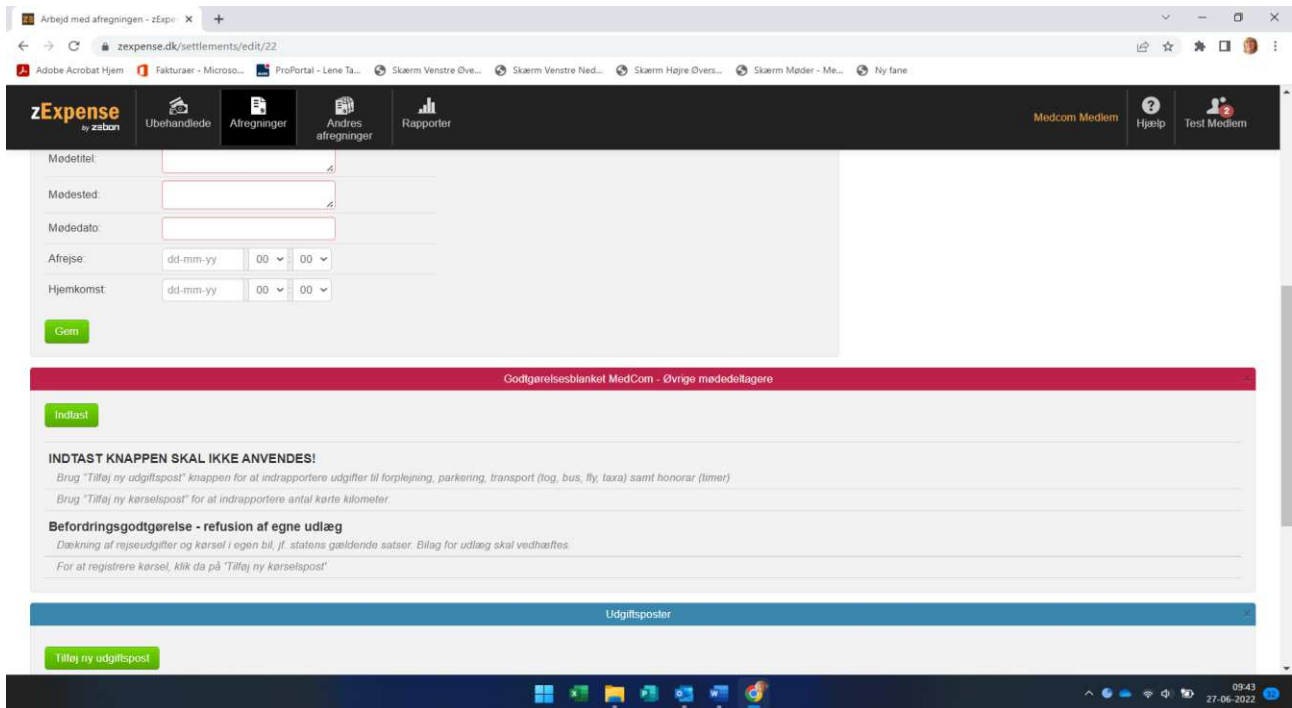 Arbejd med afregningen - zExpe
zexpense.dk/settlements/edit/22
Adobe Acrobat Hjem Fakturaer - Microso... ProPortal - Lene Ta... Skærm Venstre Øve... Skærm Venstre Ned... Skærm Højre Overs... Skærm Møder - Me... Ny fane
zExpense
by zabon
Ubehandlede Afregninger Andres afregninger Rapporter Medcom Medlem Hjælp 2 Test Medlem
Mødetitel:
Mødested:
Mødedato:
Afrejse: dd-mm-yy 00 : 00
Hjemkomst: dd-mm-yy 00 : 00
Gem
Godtgørelsesblanket MedCom - Øvrige mødedeltagere
Indtast
INDTAST KNAPPEN SKAL IKKE ANVENDES!
Brug "Tilføj ny udgiftspost" knappen for at indrapportere udgifter til forplejning, parkering, transport (tog, bus, fly, taxa) samt honorar (timer)
Brug "Tilføj ny kørselspost" for at indrapportere antal kørte kilometer.
Befordringsgodtgørelse - refusion af egne udlæg
Dækning af rejseudgifter og kørsel i egen bil, jf. statens gældende satser. Bilag for udlæg skal vedhæftes.
For at registrere kørsel, klik da på 'Tilføj ny kørselspost'
Udgiftsposter
Tilføj ny udgiftspost
09:43
27-06-2022